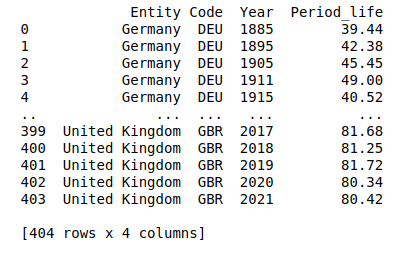 Entity Code Year Period_life
0 Germany DEU 1885 39.44
1 Germany DEU 1895 42.38
2 Germany DEU 1905 45.45
3 Germany DEU 1911 49.00
4 Germany DEU 1915 40.52
.. ... ... ... ...
399 United Kingdom GBR 2017 81.68
400 United Kingdom GBR 2018 81.25
401 United Kingdom GBR 2019 81.72
402 United Kingdom GBR 2020 80.34
403 United Kingdom GBR 2021 80.42
[404 rows x 4 columns]